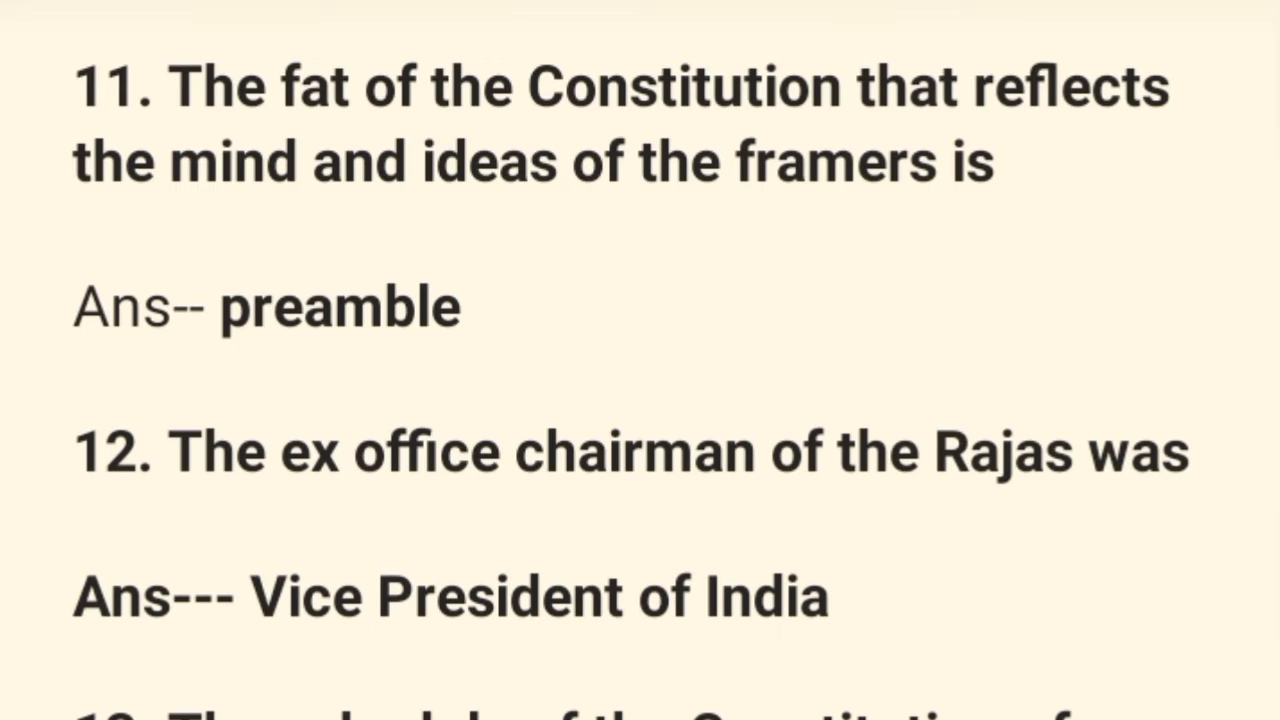 11. The fat of the Constitution that reflects
the mind and ideas of the framers is
Ans-- preamble
12. The ex office chairman of the Rajas was
Ans--- Vice President of India